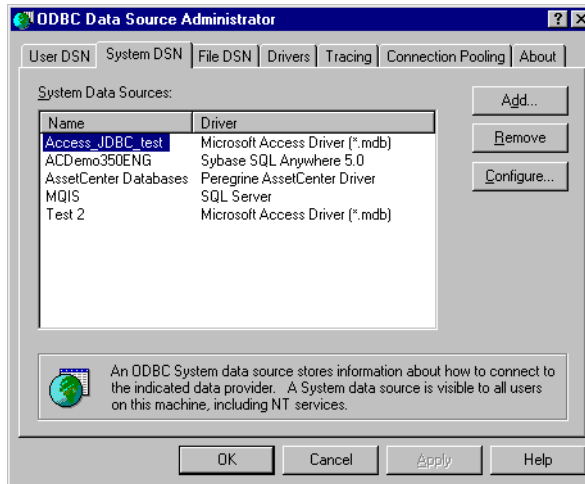 ODBC Data Source Administrator
User DSN System DSN File DSN Drivers Tracing Connection Pooling About
System Data Sources:
Name Driver
Access_JDBC_test Microsoft Access Driver (*.mdb)
ACDemo350ENG Sybase SQL Anywhere 5.0
AssetCenter Databases Peregrine AssetCenter Driver
MQIS SQL Server
Test 2 Microsoft Access Driver (*.mdb)
Add...
Remove
Configure...
An ODBC System data source stores information about how to connect to
the indicated data provider. A System data source is visible to all users
on this machine, including NT services.
OK Cancel Apply Help